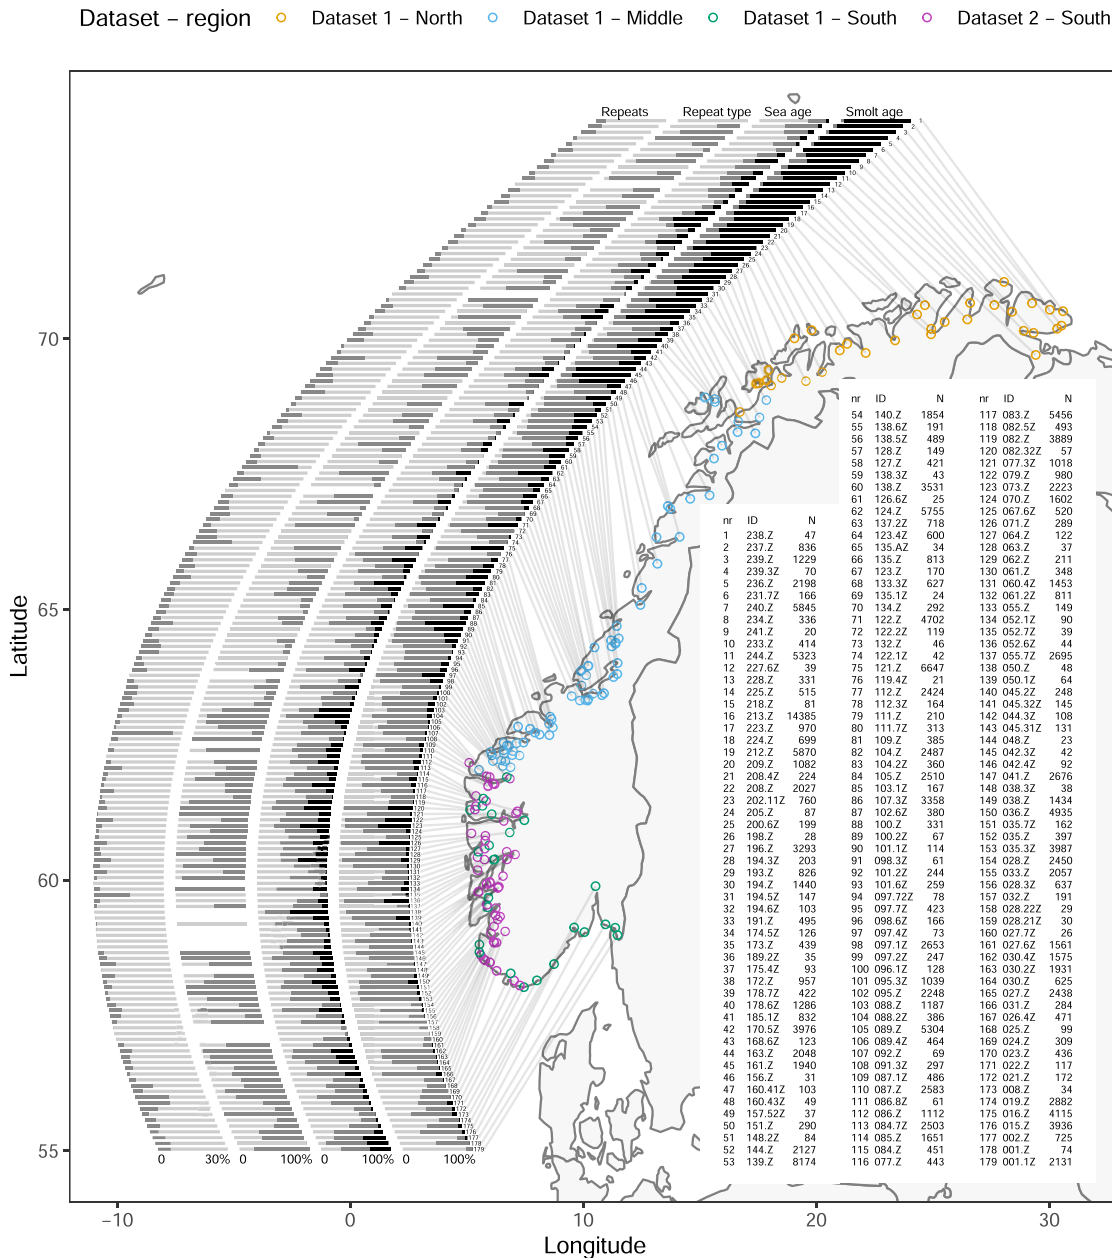 Dataset – region
Dataset 1 – North
Dataset 1 – Middle
Dataset 1 – South
Dataset 2 – South
Repeats
Repeat type
Sea age
Smolt age
Latitude
70
65
60
55
0 30% 0 100% 0 100% 0 100%
−10 0 10 20 30
Longitude
nr ID N
1 238.Z 47
2 237.Z 836
3 239.Z 1229
4 239.3Z 70
5 236.Z 2198
6 231.7Z 166
7 240.Z 5845
8 234.Z 336
9 241.Z 20
10 233.Z 414
11 244.Z 5323
12 227.6Z 39
13 228.Z 331
14 225.Z 515
15 218.Z 81
16 213.Z 14385
17 223.Z 970
18 224.Z 699
19 212.Z 5870
20 209.Z 1082
21 208.4Z 224
22 208.Z 2027
23 202.11Z 760
24 205.Z 87
25 200.6Z 199
26 198.Z 28
27 196.Z 3293
28 194.3Z 203
29 193.Z 826
30 194.Z 1440
31 194.5Z 147
32 194.6Z 103
33 191.Z 495
34 174.5Z 126
35 173.Z 439
36 189.2Z 35
37 175.4Z 93
38 172.Z 957
39 178.7Z 422
40 178.6Z 1286
41 185.1Z 832
42 170.5Z 3976
43 168.6Z 123
44 163.Z 2048
45 161.Z 1940
46 156.Z 31
47 160.41Z 103
48 160.43Z 49
49 157.52Z 37
50 151.Z 290
51 148.2Z 84
52 144.Z 2127
53 139.Z 8174
nr ID N
54 140.Z 1854
55 138.6Z 191
56 138.5Z 489
57 128.Z 149
58 127.Z 421
59 138.3Z 43
60 138.Z 3531
61 126.6Z 25
62 124.Z 5755
63 137.2Z 718
64 123.4Z 600
65 135.AZ 34
66 135.Z 813
67 123.Z 170
68 133.3Z 627
69 135.1Z 24
70 134.Z 292
71 122.Z 4702
72 122.2Z 119
73 132.Z 46
74 122.1Z 42
75 121.Z 6647
76 119.4Z 21
77 112.Z 2424
78 112.3Z 164
79 111.Z 210
80 111.7Z 313
81 109.Z 385
82 104.Z 2487
83 104.2Z 360
84 105.Z 2510
85 103.1Z 167
86 107.3Z 3358
87 102.6Z 380
88 100.Z 331
89 100.2Z 67
90 101.1Z 114
91 098.3Z 61
92 101.2Z 244
93 101.6Z 259
94 097.72Z 78
95 097.7Z 423
96 098.6Z 166
97 097.4Z 73
98 097.1Z 2653
99 097.2Z 247
100 096.1Z 128
101 095.3Z 1039
102 095.Z 2248
103 088.Z 1187
104 088.2Z 386
105 089.Z 5304
106 089.4Z 464
107 092.Z 69
108 091.3Z 297
109 087.1Z 486
110 087.Z 2583
111 086.8Z 61
112 086.Z 1112
113 084.7Z 2503
114 085.Z 1651
115 084.Z 451
116 077.Z 443
nr ID N
117 083.Z 5456
118 082.5Z 493
119 082.Z 3889
120 082.32Z 57
121 077.3Z 1018
122 079.Z 980
123 073.Z 2223
124 070.Z 1602
125 067.6Z 520
126 071.Z 289
127 064.Z 122
128 063.Z 37
129 062.Z 211
130 061.Z 348
131 060.4Z 1453
132 061.2Z 811
133 055.Z 149
134 052.1Z 90
135 052.7Z 39
136 052.6Z 44
137 055.7Z 2695
138 050.Z 48
139 050.1Z 64
140 045.2Z 248
141 045.32Z 145
142 044.3Z 108
143 045.31Z 131
144 048.Z 23
145 042.3Z 42
146 042.4Z 92
147 041.Z 2676
148 038.3Z 38
149 038.Z 1434
150 036.Z 4935
151 035.7Z 162
152 035.Z 397
153 035.3Z 3987
154 028.Z 2450
155 033.Z 2057
156 028.3Z 637
157 032.Z 191
158 028.22Z 29
159 028.21Z 30
160 027.7Z 26
161 027.6Z 1561
162 030.4Z 1575
163 030.2Z 1931
164 030.Z 625
165 027.Z 2438
166 031.Z 284
167 026.4Z 471
168 025.Z 99
169 024.Z 309
170 023.Z 436
171 022.Z 117
172 021.Z 172
173 008.Z 34
174 019.Z 2882
175 016.Z 4115
176 015.Z 3936
177 002.Z 725
178 001.Z 74
179 001.1Z 2131